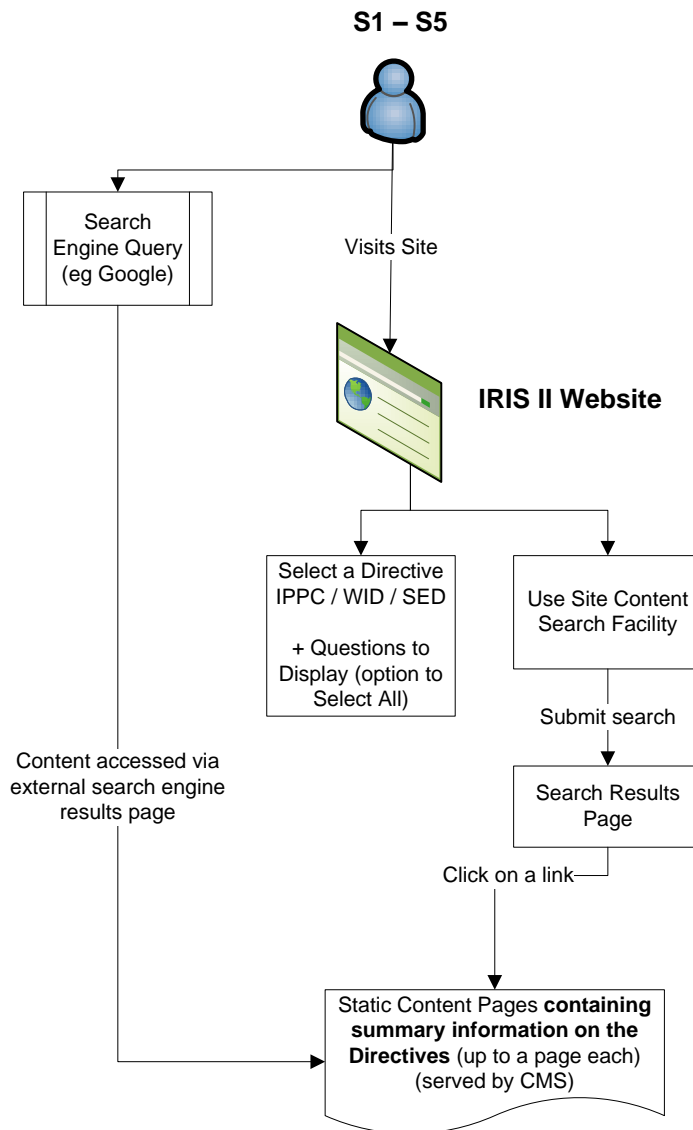 S1 – S5
Search
Engine Query
(eg Google)
Visits Site
IRIS II Website
Select a Directive
IPPC / WID / SED
+ Questions to
Display (option to
Select All)
Use Site Content
Search Facility
Submit search
Content accessed via
external search engine
results page
Search Results
Page
Click on a link
Static Content Pages containing
summary information on the
Directives (up to a page each)
(served by CMS)